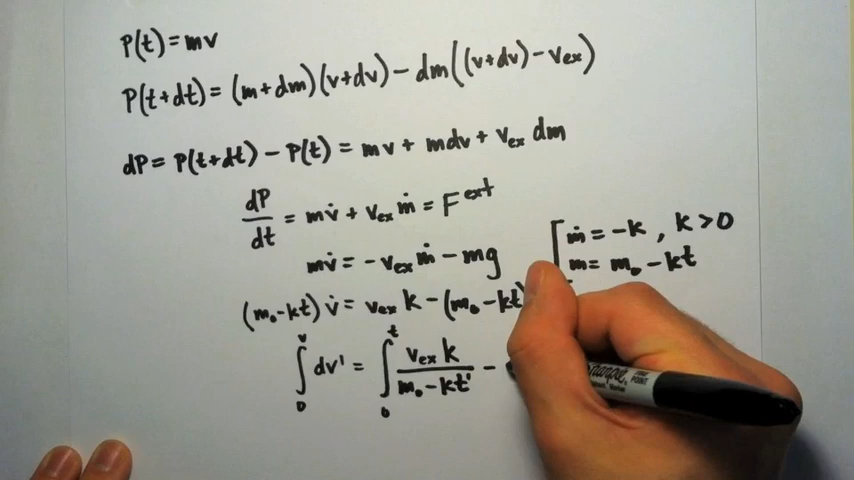 P(t) = mv
P(t+dt) = (m+dm)(v+dv) − dm((v+dv) − v_ex)
dP = P(t+dt) − P(t) = mv + mdv + v_ex dm
dP/dt = mv̇ + v_ex ṁ = F^ext
mv̇ = −v_ex ṁ − mg
[ṁ = −k , k > 0
m = m₀ − kt
(m₀ − kt) v̇ = v_ex k − (m₀ − kt)
∫₀^v dv' = ∫₀^t v_ex k / (m₀ − kt') −
Sharpie